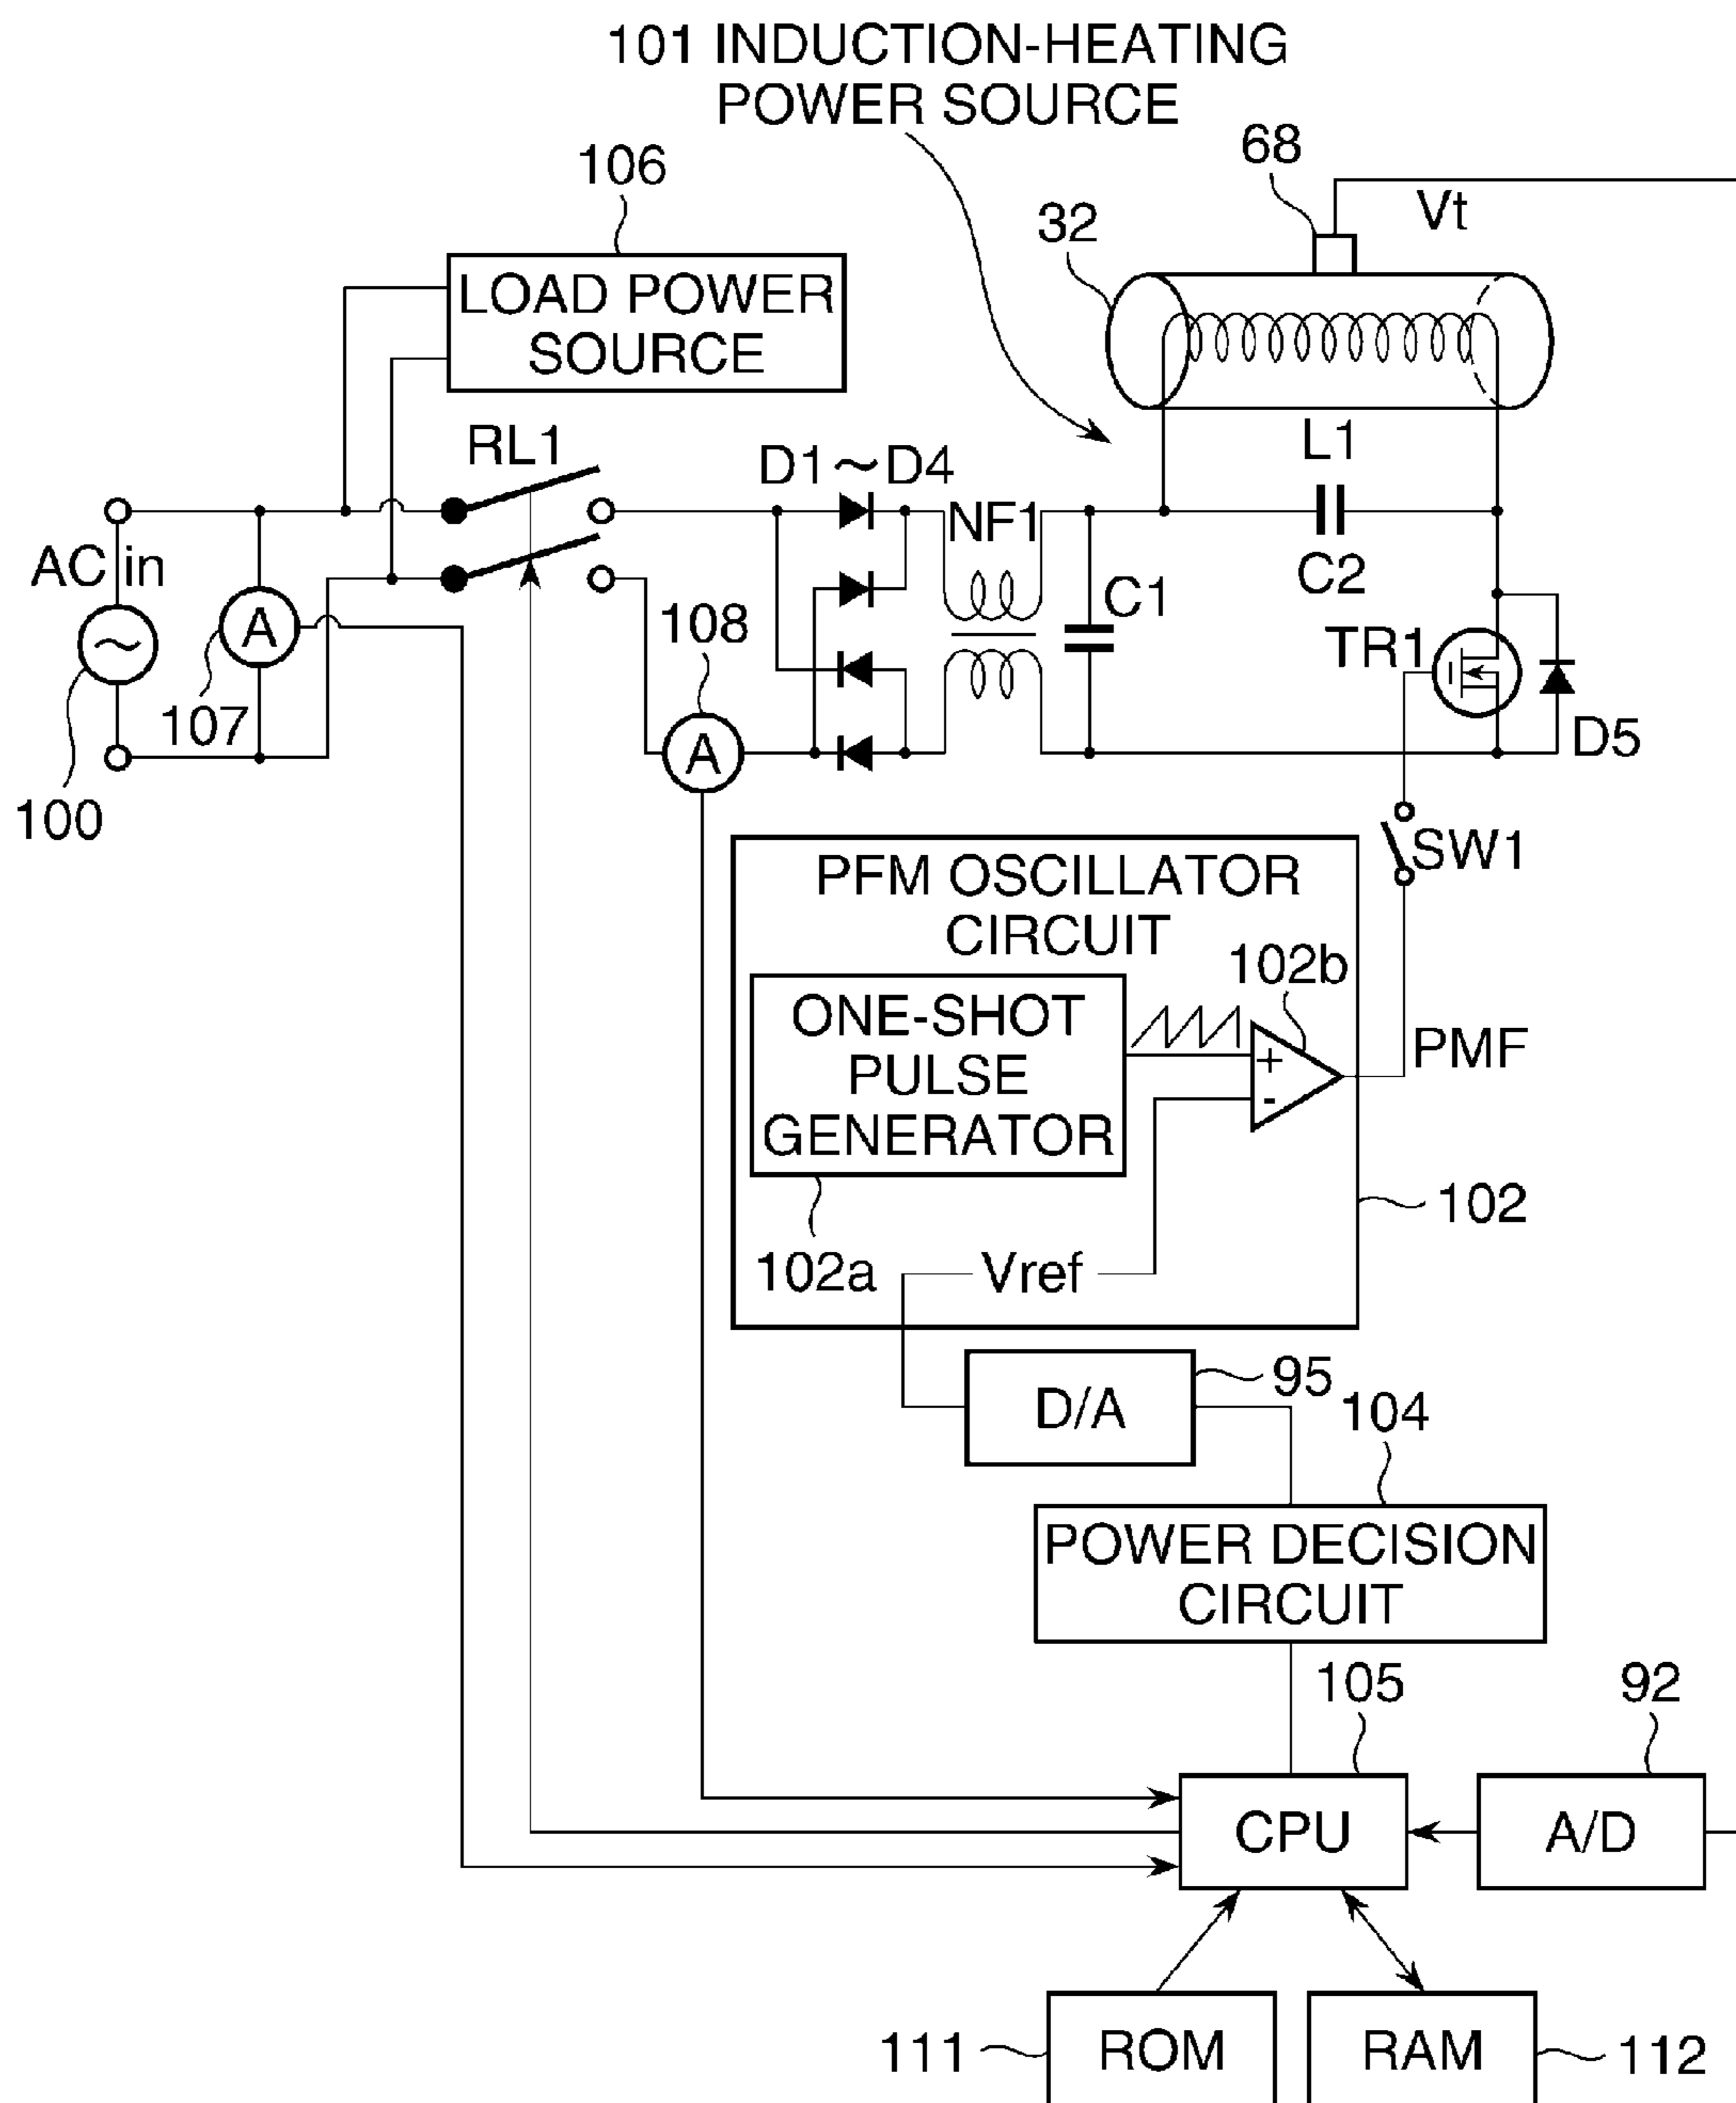 101 INDUCTION-HEATING
POWER SOURCE
68
106
Vt
32
LOAD POWER
SOURCE
RL1
L1
D1~D4
NF1
AC in
C2
C1
108
A
TR1
107
A
D5
100
SW1
PFM OSCILLATOR
CIRCUIT
102b
ONE-SHOT
PULSE
GENERATOR
+
-
PMF
102
102a
Vref
95
D/A
104
POWER DECISION
CIRCUIT
105
92
CPU
A/D
111
ROM
RAM
112